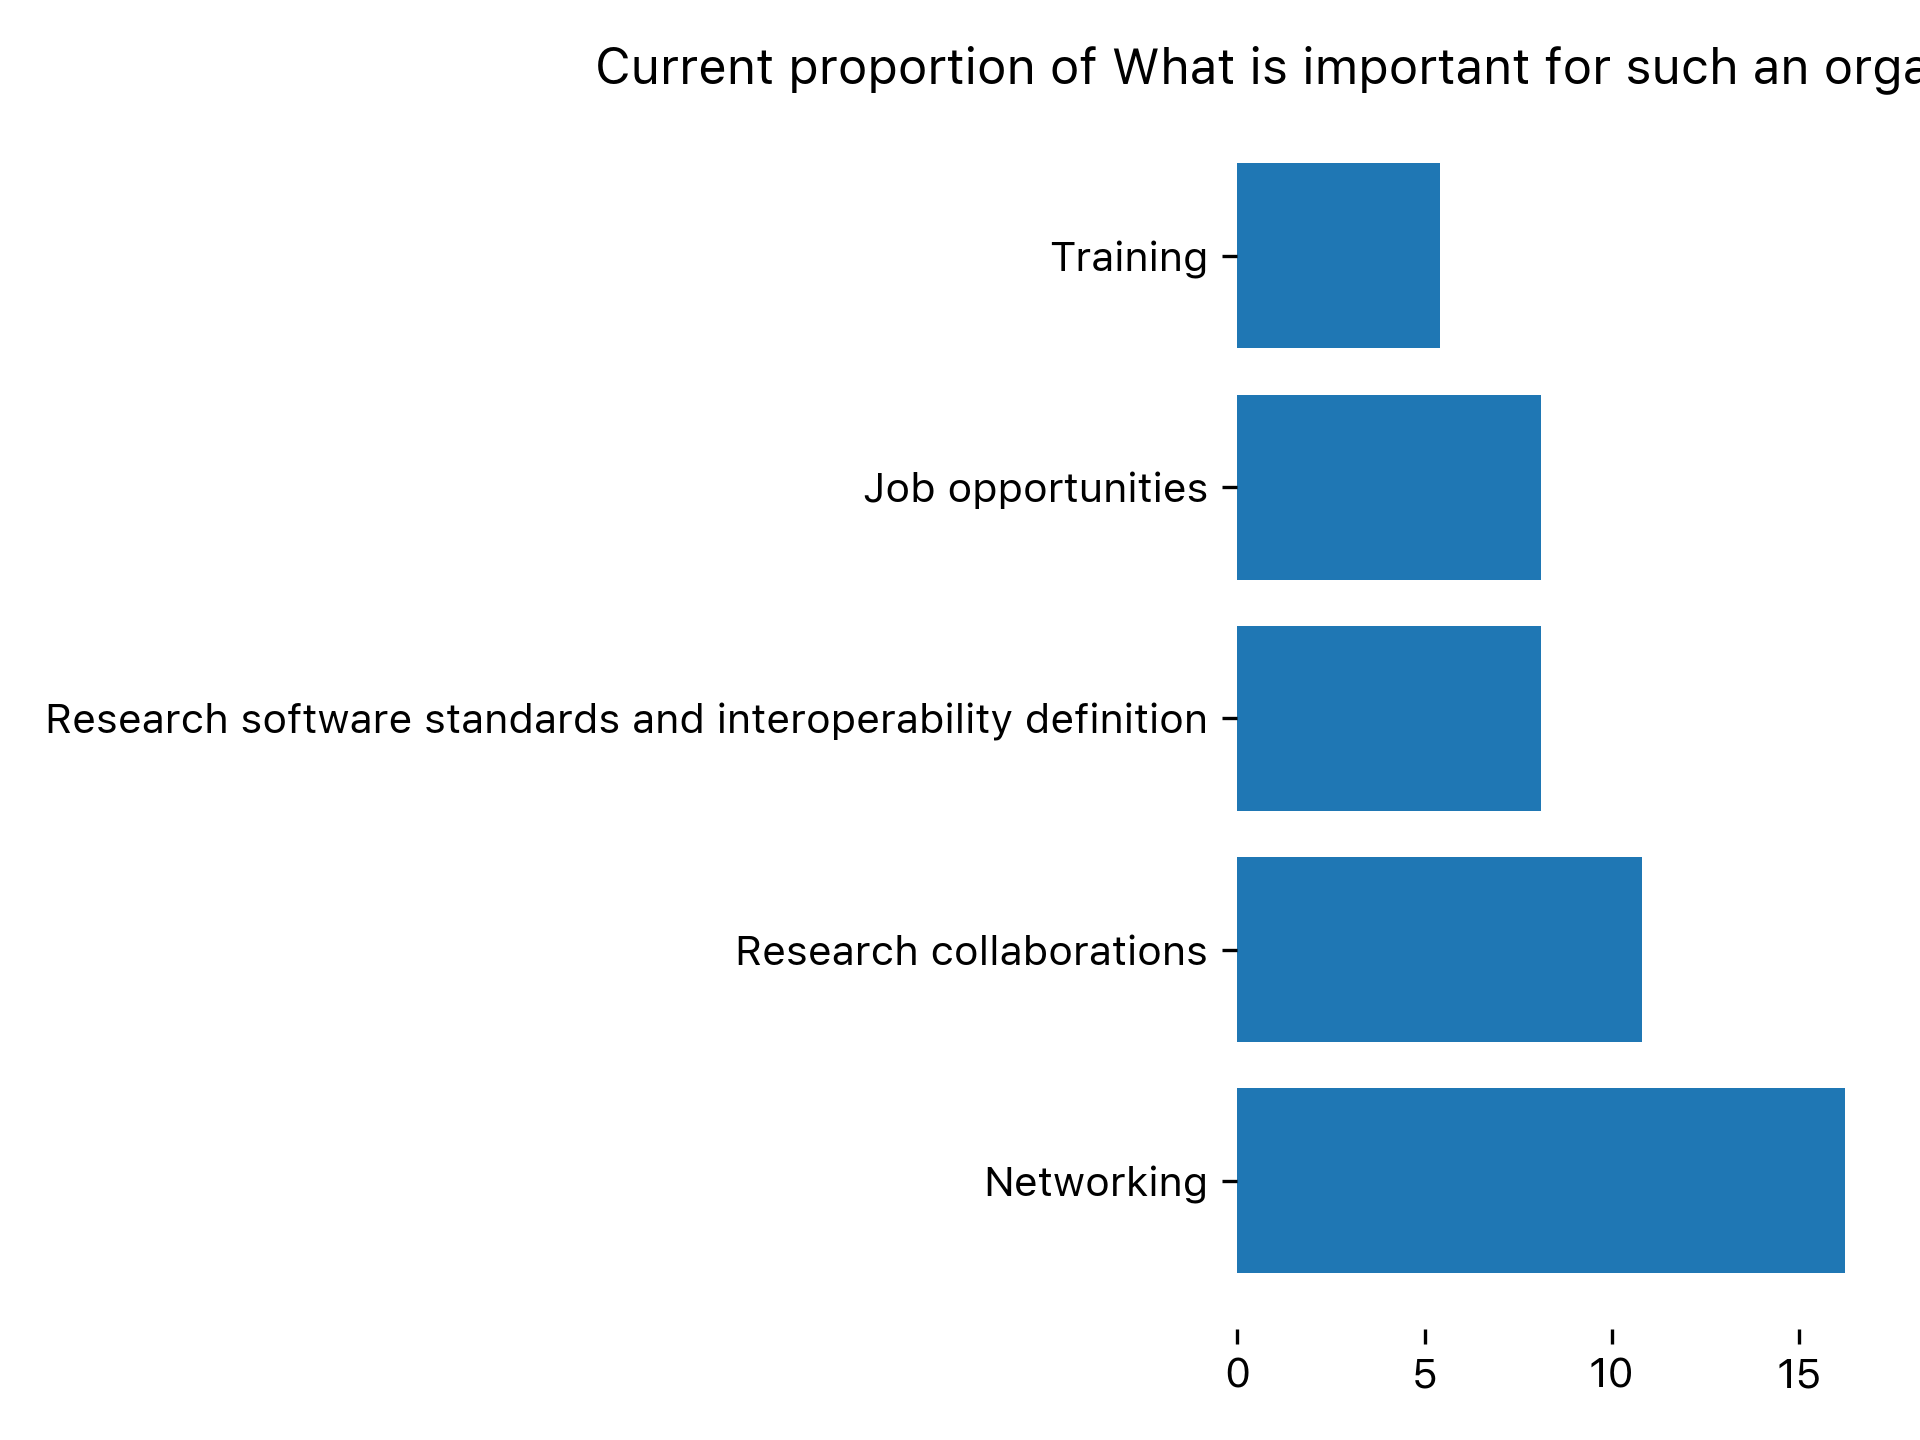 Current proportion of What is important for such an orga
Training
Job opportunities
Research software standards and interoperability definition
Research collaborations
Networking
0 5 10 15